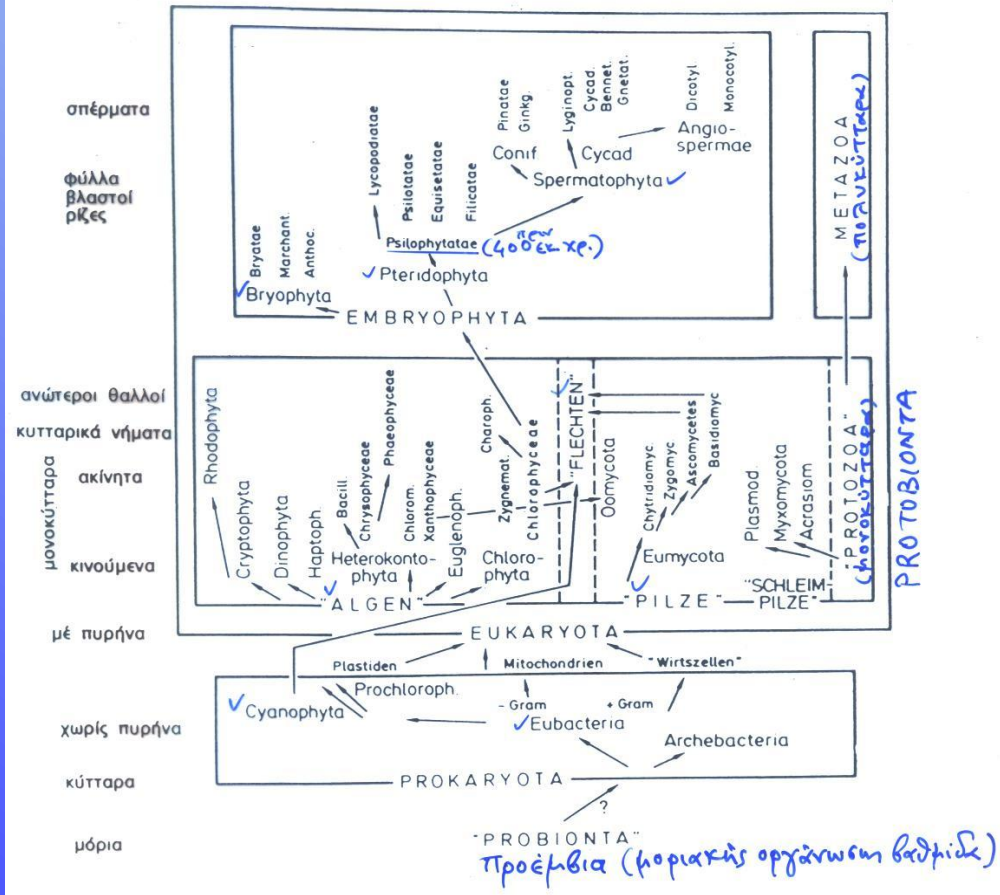 σπέρματα
φύλλα
βλαστοί
ρίζες
Bryatae
Marchant.
Anthoc.
✓Bryophyta
Lycopodiatae
Psilotatae
Equisetatae
Filicatae
Psilophytatae (πριν 400 εκ. χρ.)
✓Pteridophyta
Pinatae
Ginkg.
Lyginopt.
Cycad.
Bennet.
Gnetat.
Dicotyl.
Monocotyl.
Conif
Cycad
Angio-
spermae
Spermatophyta ✓
EMBRYOPHYTA
METAZOA
(πολυκύτταρα)
ανώτεροι θαλλοί
κυτταρικά νήματα
ακίνητα
μονοκύτταρα
κινούμενα
Rhodophyta
Cryptophyta
Dinophyta
Haptoph.
Bacill.
Chrysophyceae
Phaeophyceae
Chlorom.
Xanthophyceae
Heterokonto-
phyta
Euglenoph.
Zygnemat.
Charoph.
Chlorophyceae
Chloro-
phyta
✓
"FLECHTEN"
Oomycota
Chytridiomyc
Zygomyc
Ascomycetes
Basidiomyc
Eumycota
Plasmod.
Myxomycota
Acrasiom
"PROTOZOA"
(μονοκύτταρα)
PROTOBIONTA
✓
"ALGEN"
✓
"PILZE"
"SCHLEIM-
PILZE"
μέ πυρήνα
EUKARYOTA
Plastiden
Mitochondrien
"Wirtszellen"
Prochloroph.
✓Cyanophyta
- Gram
+ Gram
✓Eubacteria
Archebacteria
χωρίς πυρήνα
κύτταρα
PROKARYOTA
?
μόρια
"PROBIONTA"
Προέμβια (μοριακής οργάνωσης βαθμίδα)